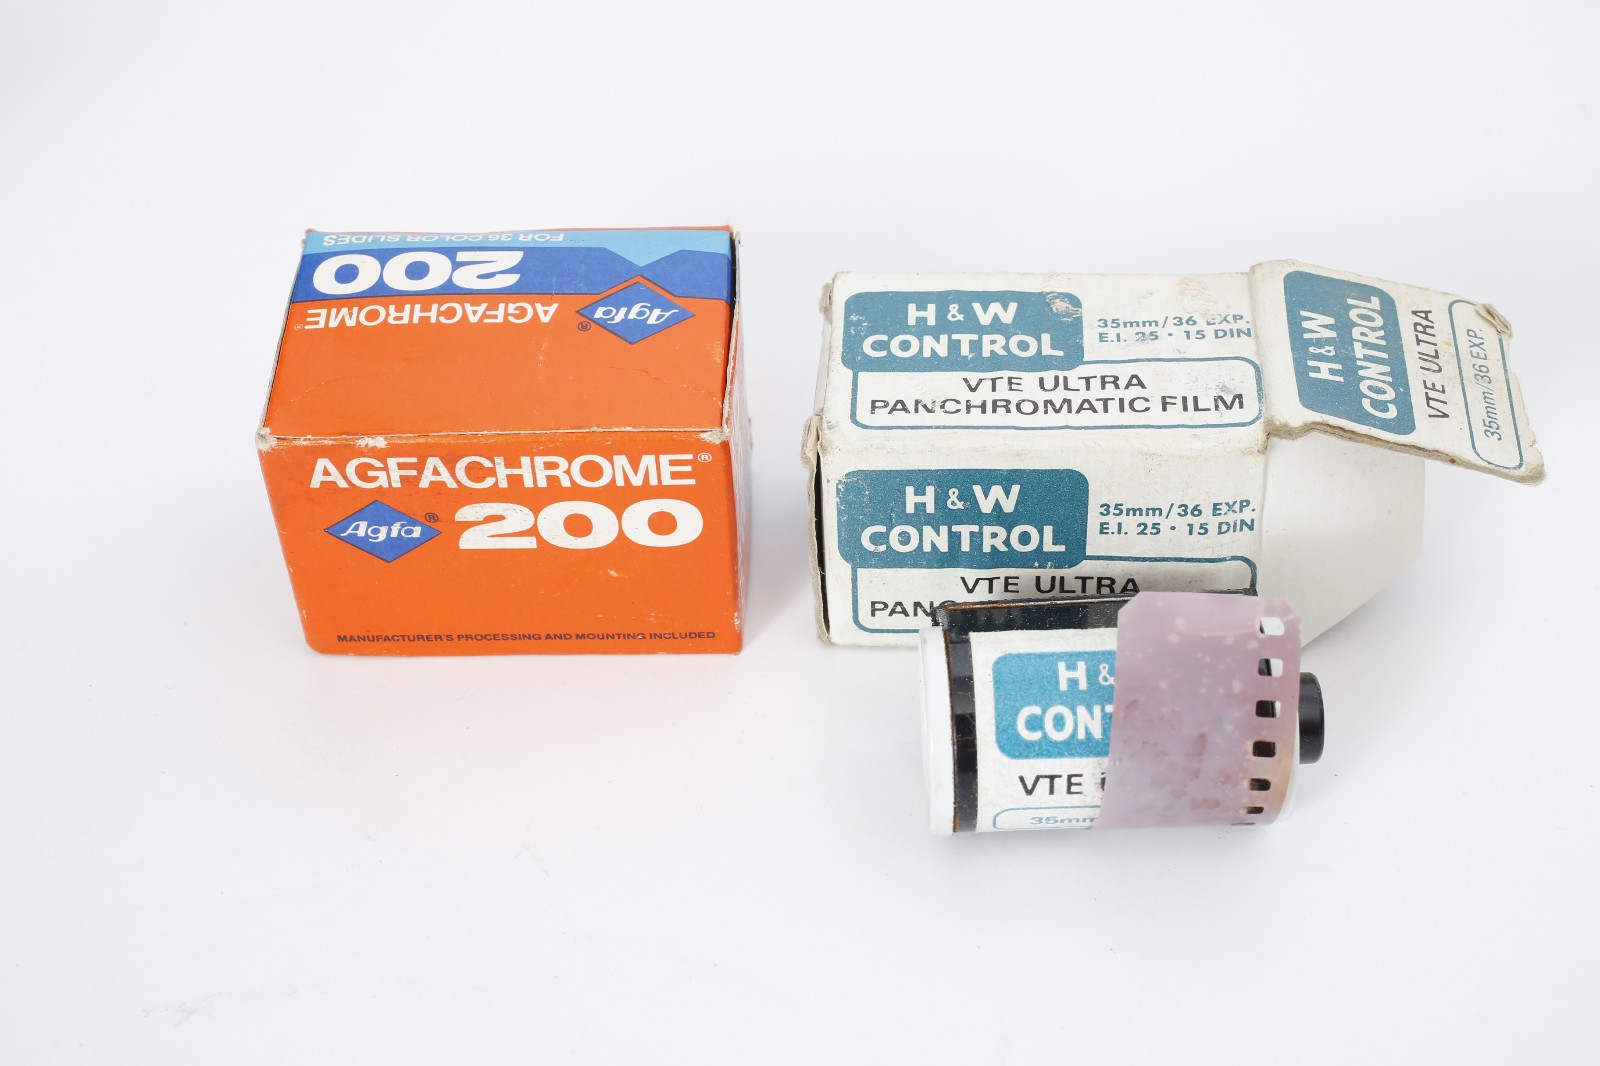 FOR 36 COLOR SLIDES
200
AGFACHROME®
Agfa®
AGFACHROME®
Agfa® 200
MANUFACTURER'S PROCESSING AND MOUNTING INCLUDED
H & W
CONTROL
35mm/36 EXP.
E.I. 25 · 15 DIN
VTE ULTRA
PANCHROMATIC FILM
H & W
CONTROL
VTE ULTRA
35mm/36 EXP.
H & W
CONTROL
35mm/36 EXP.
E.I. 25 · 15 DIN
VTE ULTRA
PAN
H &
CONT
VTE
35mm